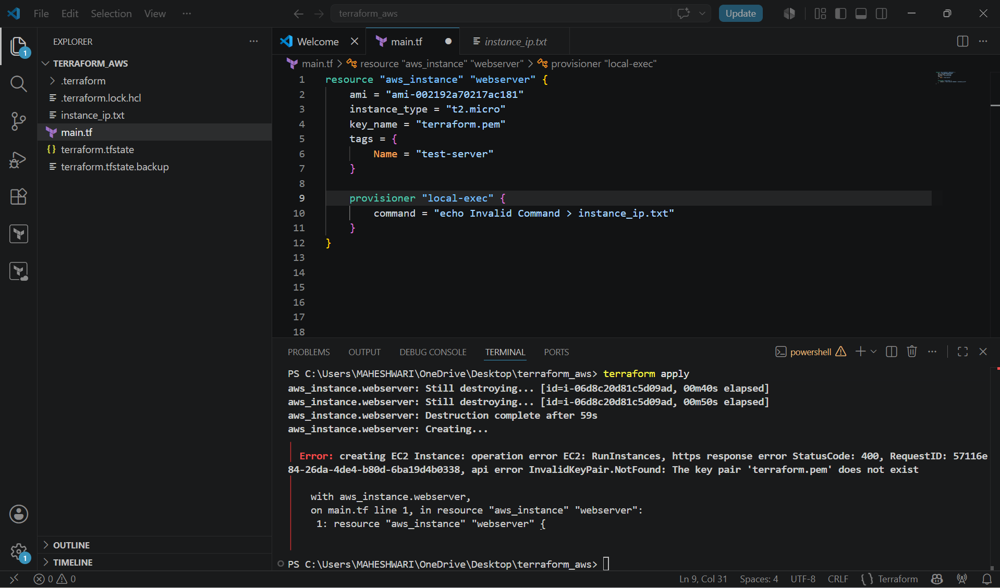 File Edit Selection View ··· terraform_aws Update
EXPLORER ···
TERRAFORM_AWS
.terraform
.terraform.lock.hcl
instance_ip.txt
main.tf
{} terraform.tfstate
terraform.tfstate.backup
OUTLINE
TIMELINE
1
1
Welcome main.tf instance_ip.txt
main.tf > resource "aws_instance" "webserver" > provisioner "local-exec"
1 resource "aws_instance" "webserver" {
2 ami = "ami-002192a70217ac181"
3 instance_type = "t2.micro"
4 key_name = "terraform.pem"
5 tags = {
6 Name = "test-server"
7 }
8
9 provisioner "local-exec" {
10 command = "echo Invalid Command > instance_ip.txt"
11 }
12 }
13
14
15
16
17
18
PROBLEMS OUTPUT DEBUG CONSOLE TERMINAL PORTS powershell
PS C:\Users\MAHESHWARI\OneDrive\Desktop\terraform_aws> terraform apply
aws_instance.webserver: Still destroying... [id=i-06d8c20d81c5d09ad, 00m40s elapsed]
aws_instance.webserver: Still destroying... [id=i-06d8c20d81c5d09ad, 00m50s elapsed]
aws_instance.webserver: Destruction complete after 59s
aws_instance.webserver: Creating...
Error: creating EC2 Instance: operation error EC2: RunInstances, https response error StatusCode: 400, RequestID: 57116e
84-26da-4de4-b80d-6ba19d4b0338, api error InvalidKeyPair.NotFound: The key pair 'terraform.pem' does not exist
with aws_instance.webserver,
on main.tf line 1, in resource "aws_instance" "webserver":
1: resource "aws_instance" "webserver" {
PS C:\Users\MAHESHWARI\OneDrive\Desktop\terraform_aws>
0 0 Ln 9, Col 31 Spaces: 4 UTF-8 CRLF {} Terraform